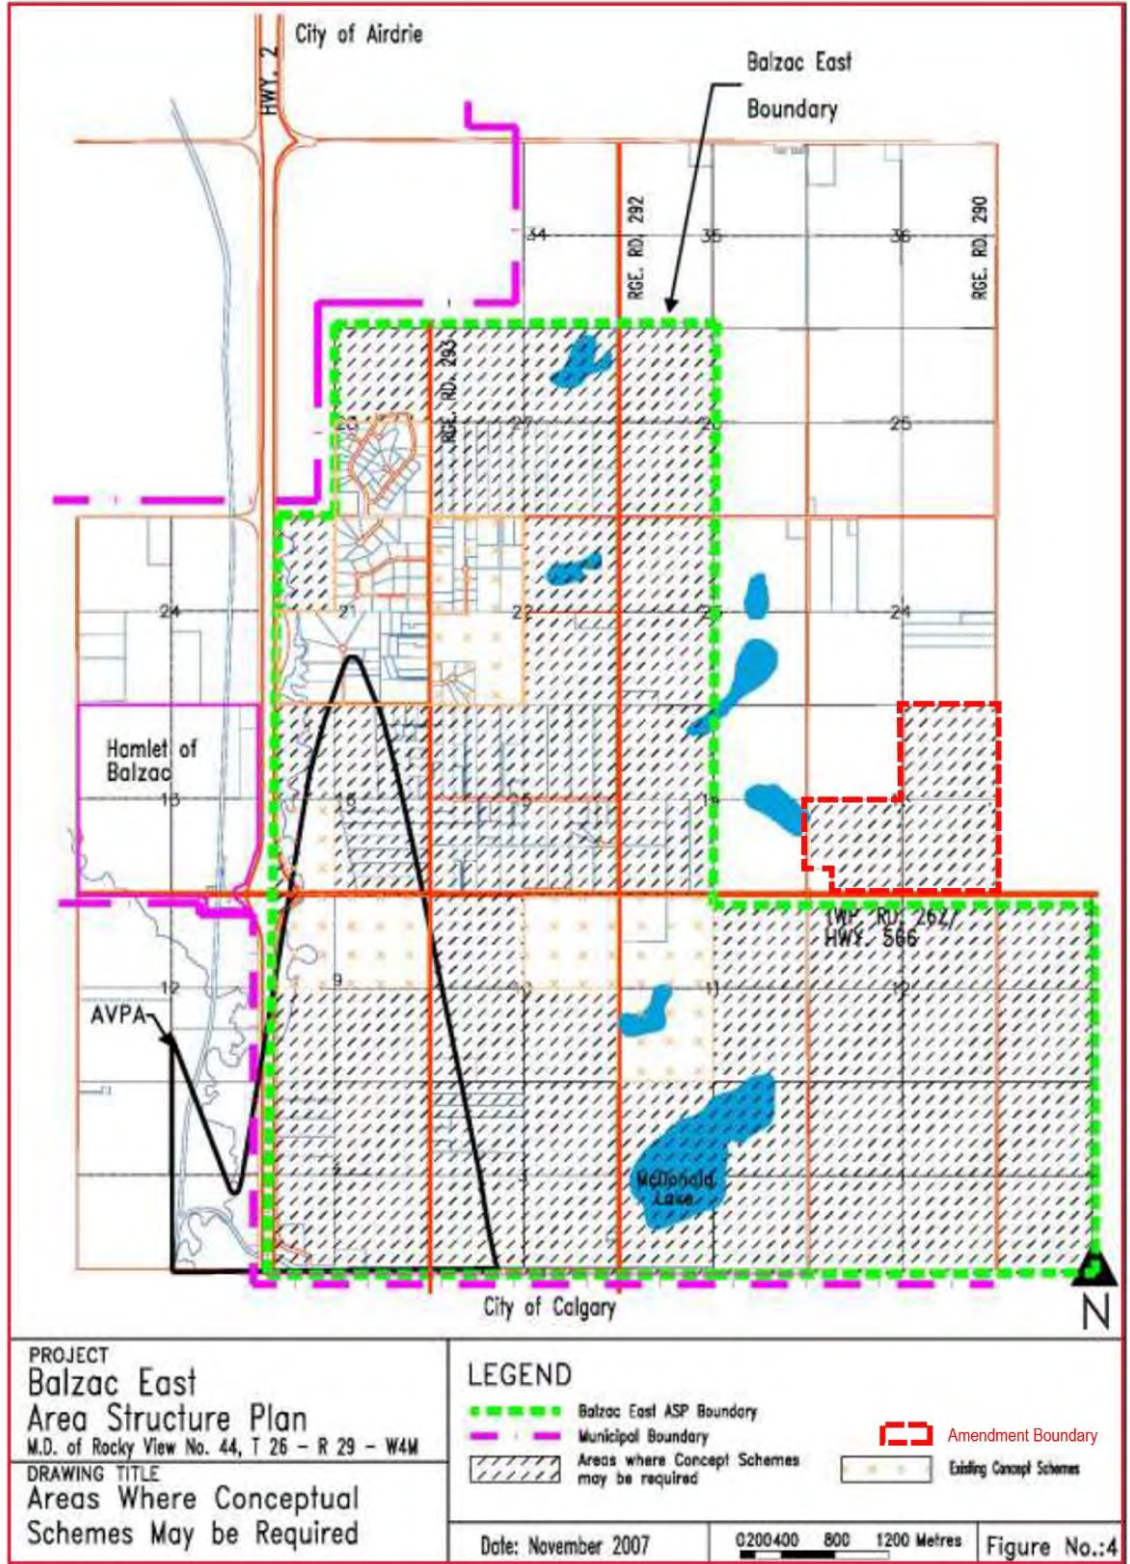 City of Airdrie
HWY. 2
Balzac East
Boundary
RGE. RD. 292
RGE. RD. 290
34
35
36
RGE. RD. 293
27
26
25
24
21
22
24
Hamlet of
Balzac
13
14
TWP. RD. 262/
HWY. 566
12
9
10
11
12
AVPA
McDonald
Lake
City of Calgary
N
PROJECT
Balzac East
Area Structure Plan
M.D. of Rocky View No. 44, T 26 - R 29 - W4M
DRAWING TITLE
Areas Where Conceptual
Schemes May be Required
LEGEND
Balzac East ASP Boundary
Municipal Boundary
Areas where Concept Schemes
may be required
Amendment Boundary
Existing Concept Schemes
Date: November 2007
0 200 400 800 1200 Metres
Figure No.:4